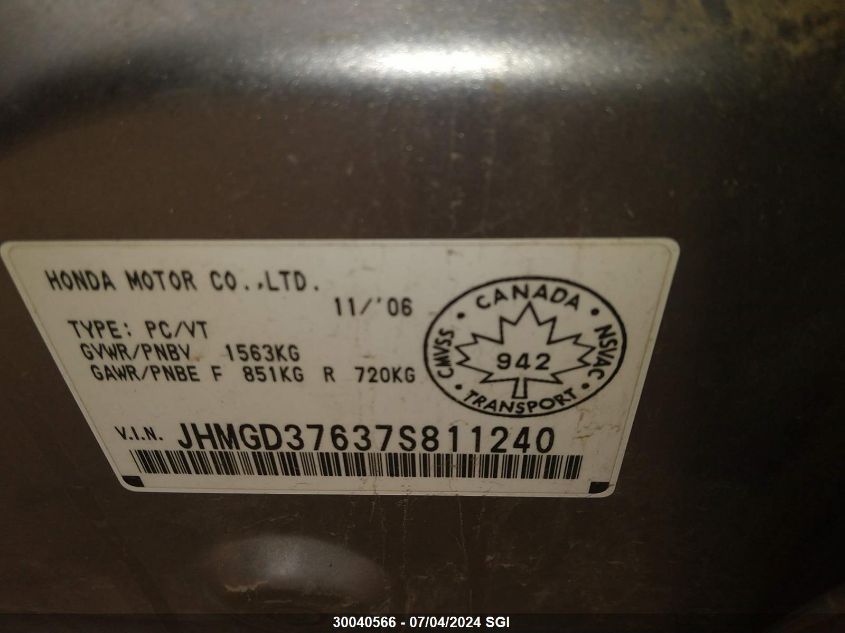 HONDA MOTOR CO.,LTD.
11/'06
TYPE: PC/VT
GVWR/PNBV 1563KG
GAWR/PNBE F 851KG R 720KG
CANADA
CMVSS
942
NSVAC
TRANSPORT
V.I.N. JHMGD37637S811240
30040566 - 07/04/2024 SGI